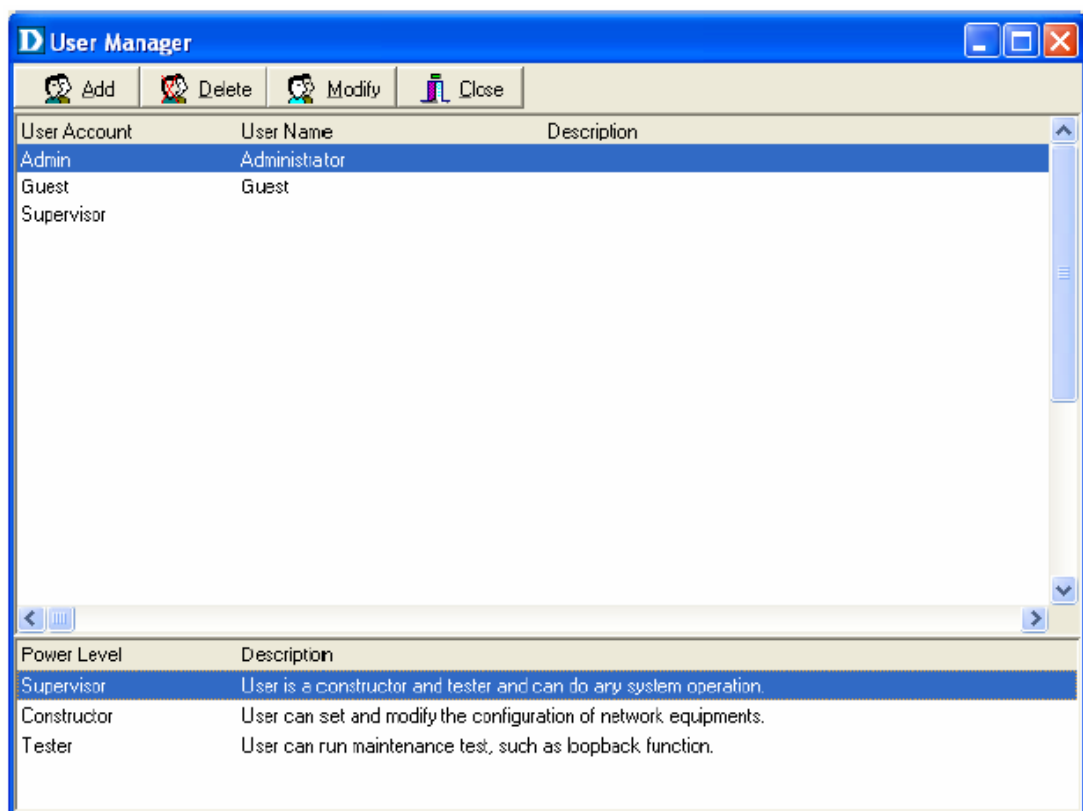 D User Manager
Add Delete Modify Close
User Account User Name Description
Admin Administrator
Guest Guest
Supervisor
Power Level Description
Supervisor User is a constructor and tester and can do any system operation.
Constructor User can set and modify the configuration of network equipments.
Tester User can run maintenance test, such as loopback function.